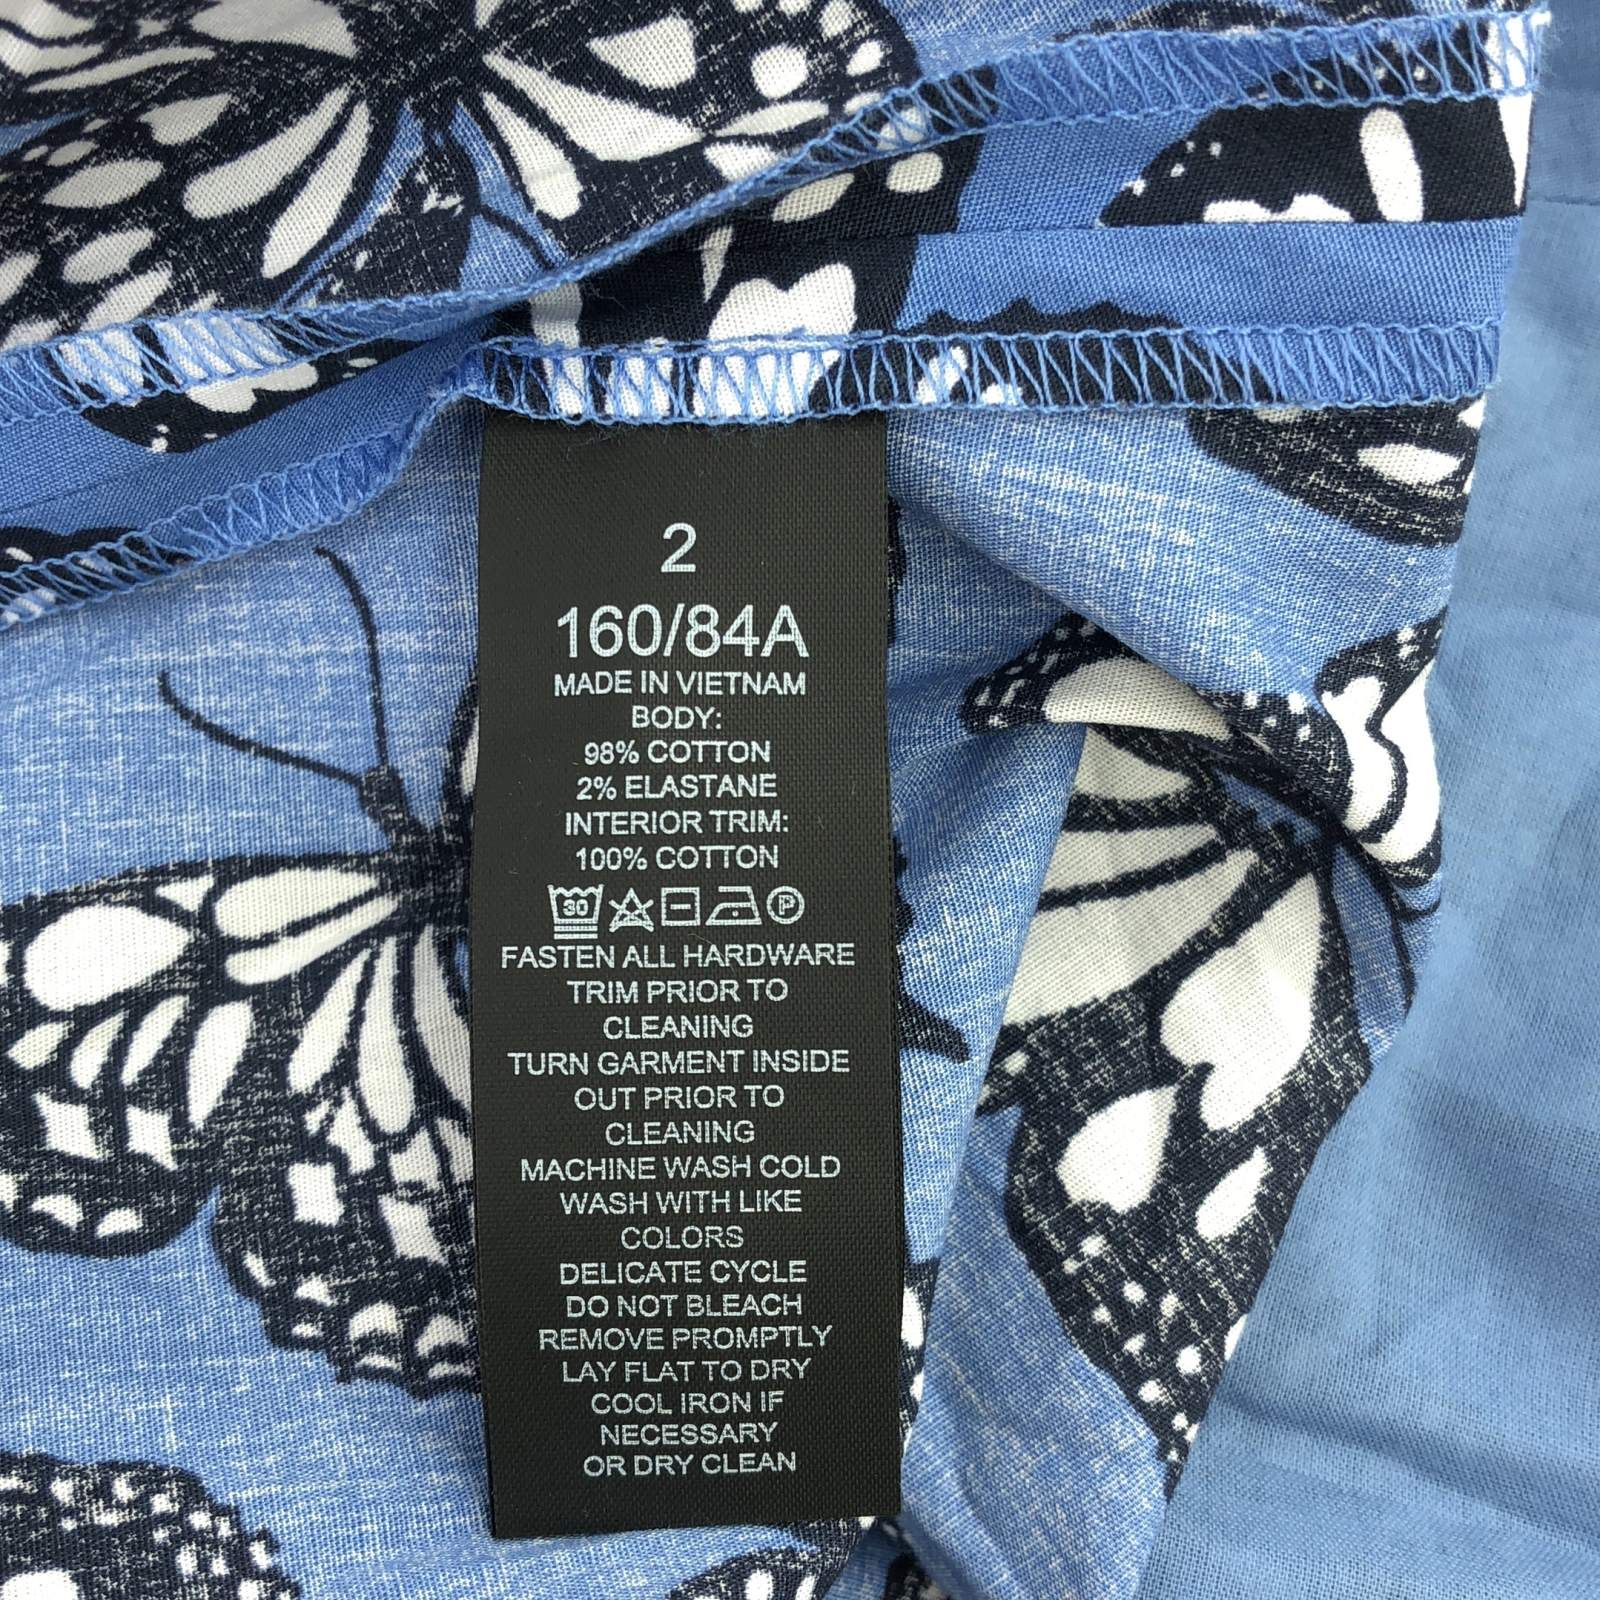 2
160/84A
MADE IN VIETNAM
BODY:
98% COTTON
2% ELASTANE
INTERIOR TRIM:
100% COTTON
30 P
FASTEN ALL HARDWARE
TRIM PRIOR TO
CLEANING
TURN GARMENT INSIDE
OUT PRIOR TO
CLEANING
MACHINE WASH COLD
WASH WITH LIKE
COLORS
DELICATE CYCLE
DO NOT BLEACH
REMOVE PROMPTLY
LAY FLAT TO DRY
COOL IRON IF
NECESSARY
OR DRY CLEAN